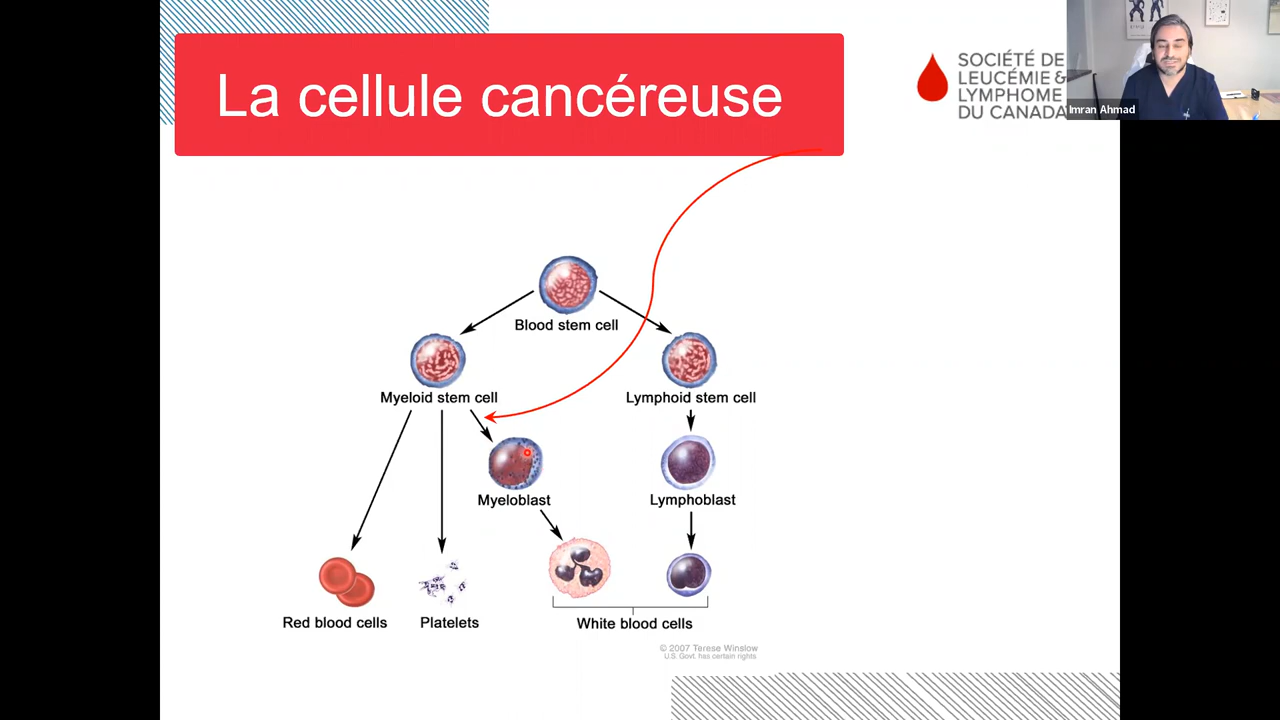 La cellule cancéreuse
SOCIÉTÉ DE
LEUCÉMIE &
LYMPHOME
DU CANADA
Imran Ahmad
Blood stem cell
Myeloid stem cell
Lymphoid stem cell
Myeloblast
Lymphoblast
Red blood cells
Platelets
White blood cells
© 2007 Terese Winslow
U.S. Govt. has certain rights